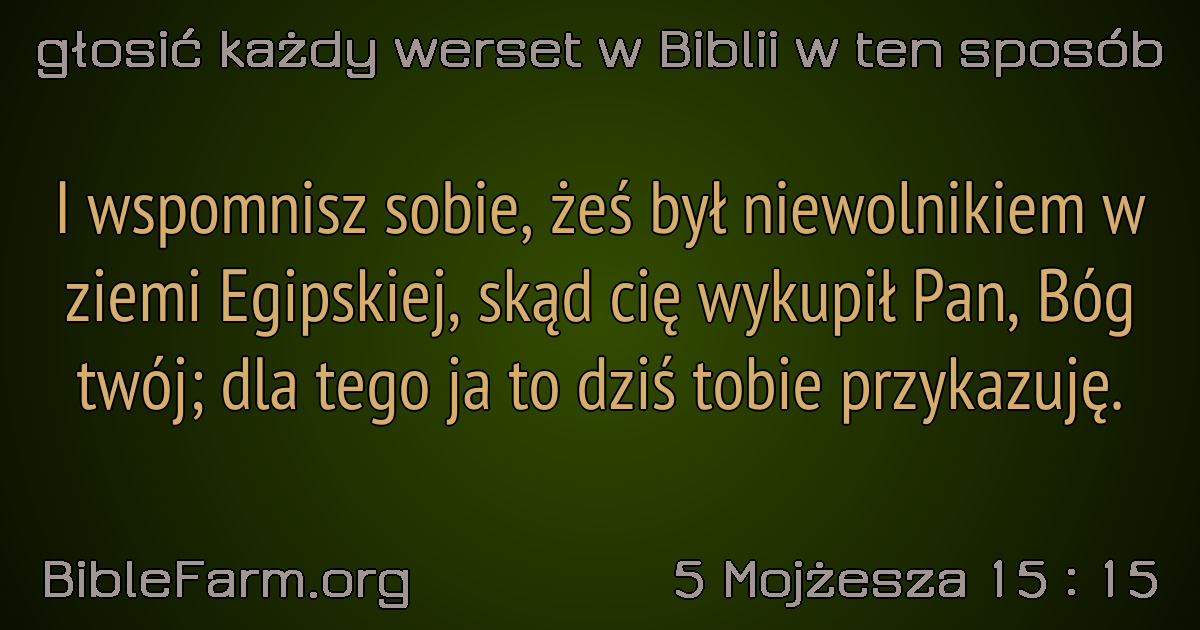 głosić każdy werset w Biblii w ten sposób
I wspomnisz sobie, żeś był niewolnikiem w
ziemi Egipskiej, skąd cię wykupił Pan, Bóg
twój; dla tego ja to dziś tobie przykazuję.
BibleFarm.org
5 Mojżesza 15 : 15